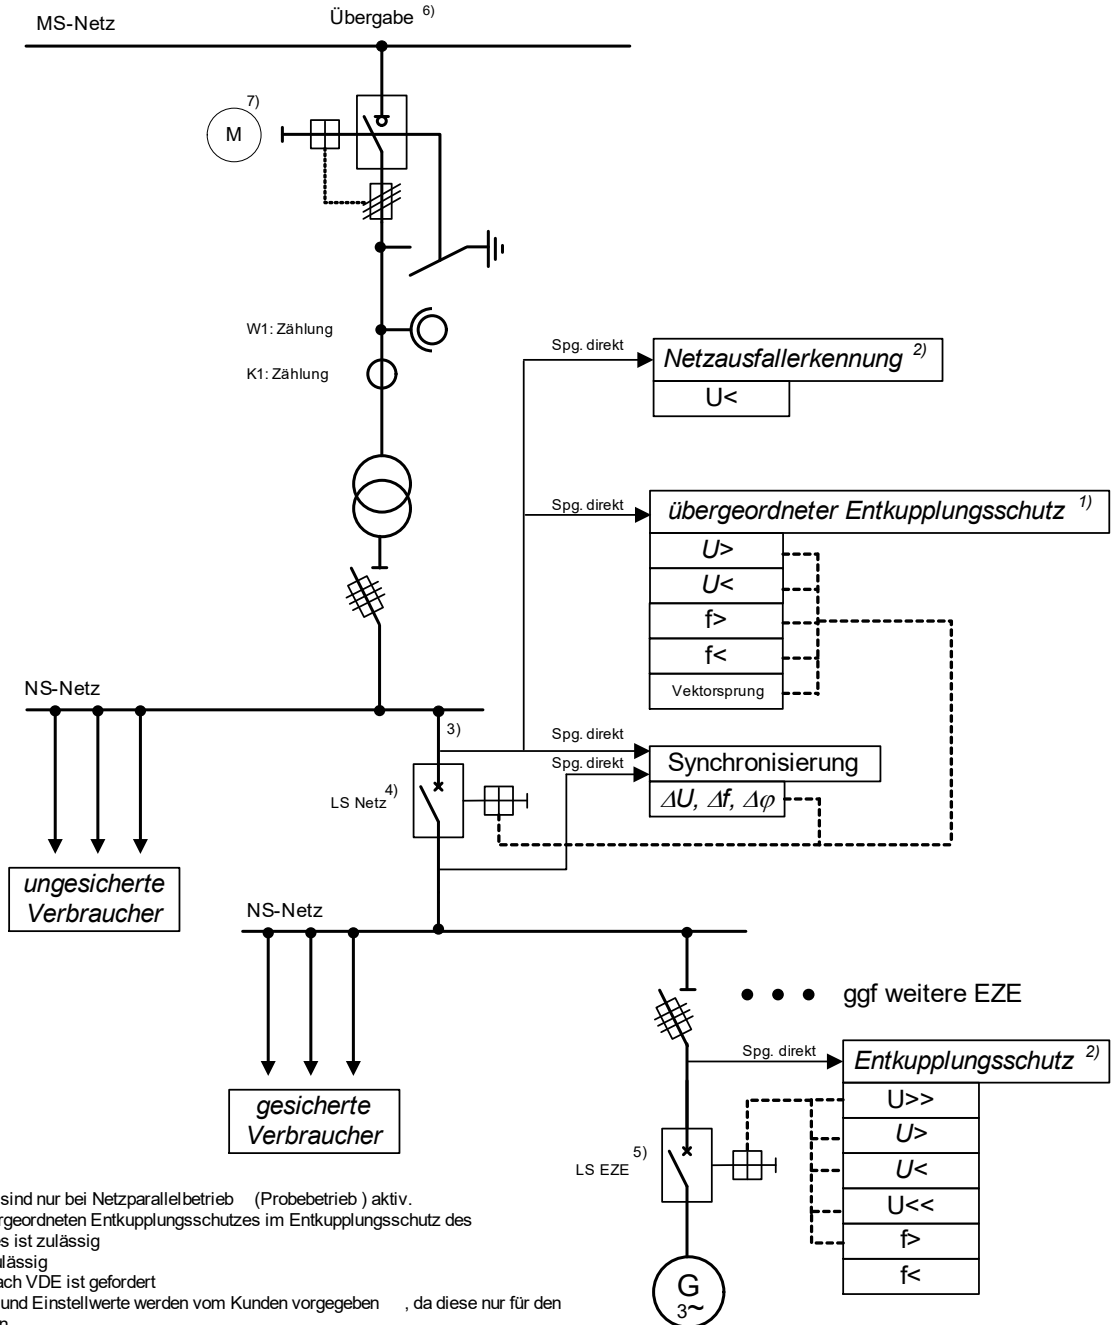 MS-Netz
Übergabe 6)
7)
M
W1: Zählung
K1: Zählung
Spg. direkt
Netzausfallerkennung 2)
U<
Spg. direkt
übergeordneter Entkupplungsschutz 1)
U>
U<
f>
f<
Vektorsprung
NS-Netz
3)
Spg. direkt
Spg. direkt
Synchronisierung
ΔU, Δf, Δφ
LS Netz 4)
ungesicherte
Verbraucher
NS-Netz
ggf weitere EZE
Spg. direkt
Entkupplungsschutz 2)
U>>
U>
U<
U<<
f>
f<
gesicherte
Verbraucher
5)
LS EZE
G
3~
sind nur bei Netzparallelbetrieb (Probebetrieb ) aktiv.
rgeordneten Entkupplungsschutzes im Entkupplungsschutz des
es ist zulässig
ulässig
ach VDE ist gefordert
und Einstellwerte werden vom Kunden vorgegeben , da diese nur für den